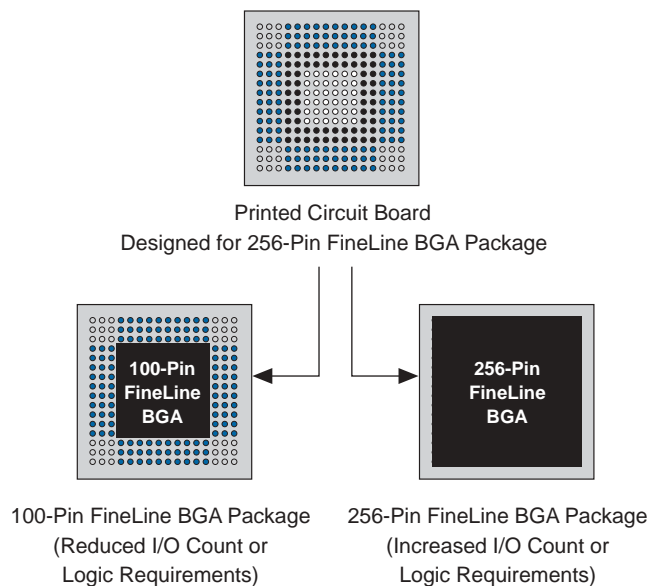 Printed Circuit Board
Designed for 256-Pin FineLine BGA Package
100-Pin
FineLine
BGA
256-Pin
FineLine
BGA
100-Pin FineLine BGA Package
(Reduced I/O Count or
Logic Requirements)
256-Pin FineLine BGA Package
(Increased I/O Count or
Logic Requirements)